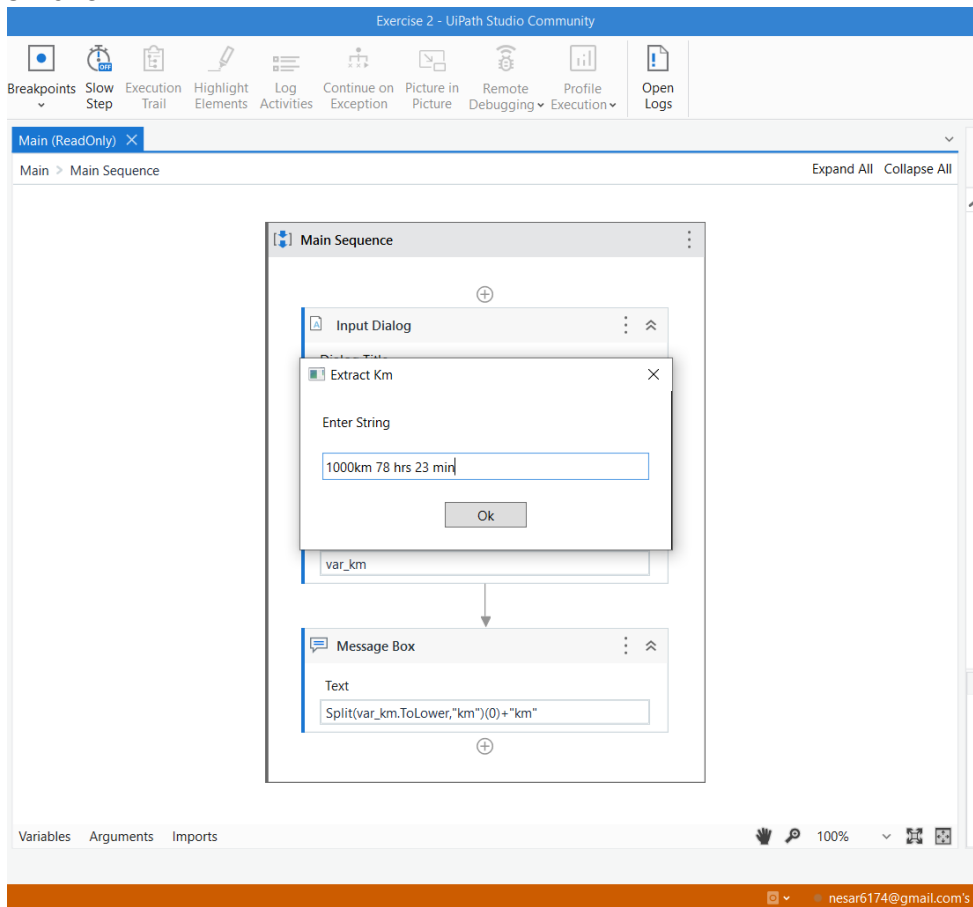 Exercise 2 - UiPath Studio Community
Breakpoints Slow Step Execution Trail Highlight Elements Log Activities Continue on Exception Picture in Picture Remote Debugging Profile Execution Open Logs
OFF
Main (ReadOnly)
Main > Main Sequence Expand All Collapse All
Main Sequence
Input Dialog
Dialog Title
Extract Km
Enter String
1000km 78 hrs 23 min
Ok
var_km
Message Box
Text
Split(var_km.ToLower,"km")(0)+"km"
Variables Arguments Imports 100%
nesar6174@gmail.com's